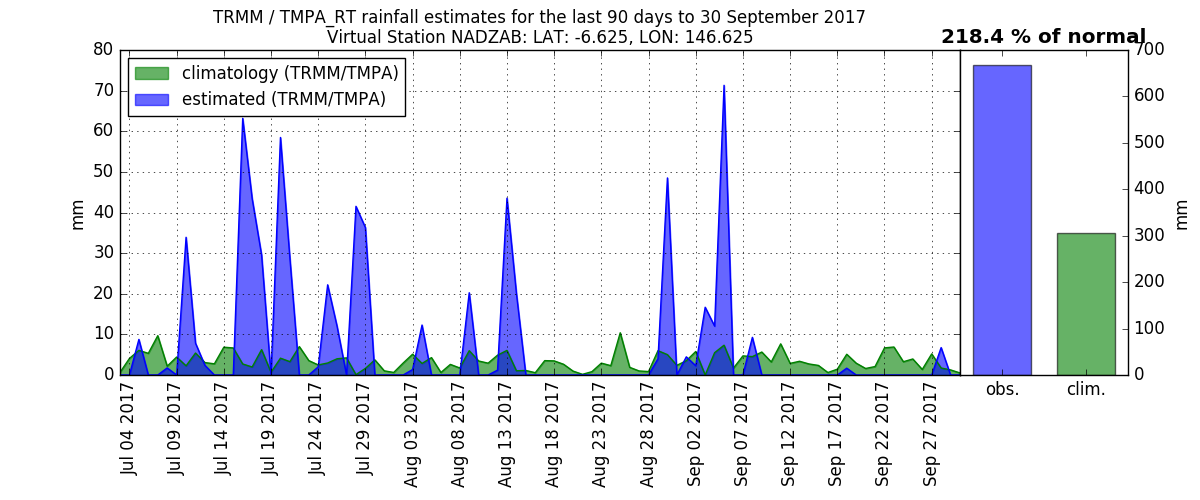 TRMM / TMPA_RT rainfall estimates for the last 90 days to 30 September 2017
Virtual Station NADZAB: LAT: -6.625, LON: 146.625
218.4 % of normal
climatology (TRMM/TMPA)
estimated (TRMM/TMPA)
mm
80
70
60
50
40
30
20
10
0
Jul 04 2017
Jul 09 2017
Jul 14 2017
Jul 19 2017
Jul 24 2017
Jul 29 2017
Aug 03 2017
Aug 08 2017
Aug 13 2017
Aug 18 2017
Aug 23 2017
Aug 28 2017
Sep 02 2017
Sep 07 2017
Sep 12 2017
Sep 17 2017
Sep 22 2017
Sep 27 2017
700
600
500
400
300
200
100
0
mm
obs.
clim.